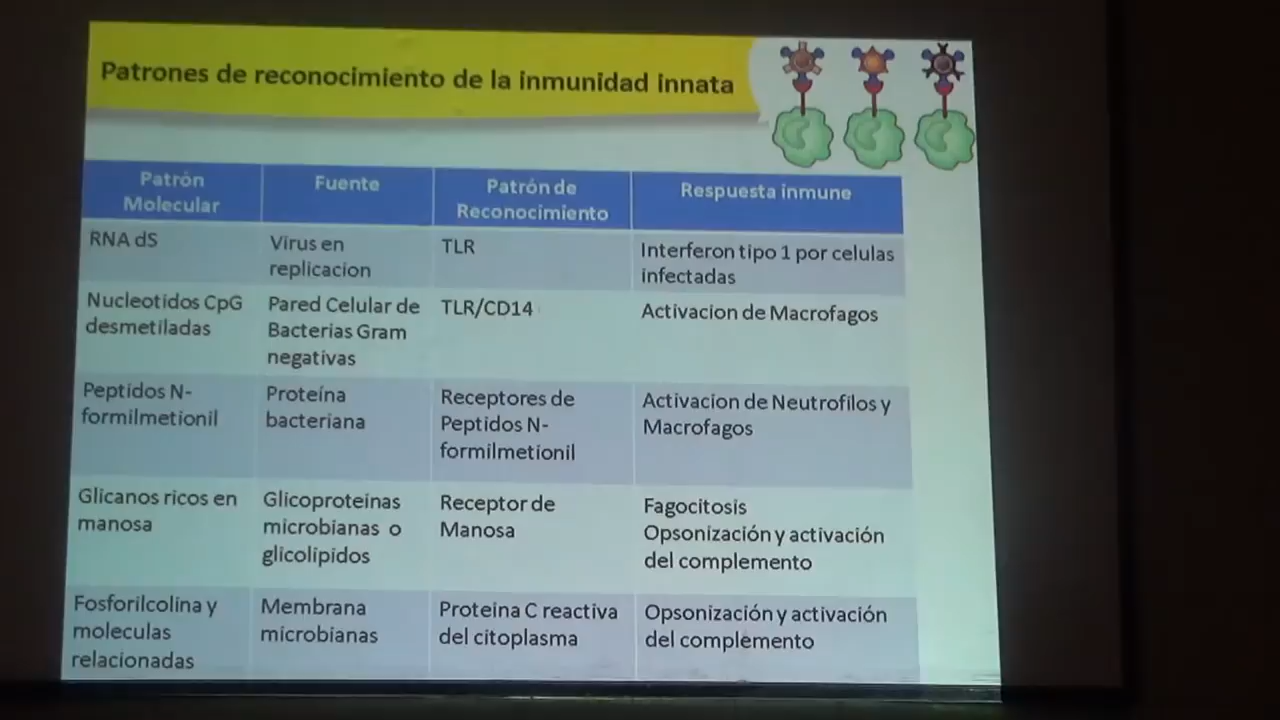 Patrones de reconocimiento de la inmunidad innata
Patrón
Molecular
Fuente
Patrón de
Reconocimiento
Respuesta inmune
RNA dS
Virus en
replicacion
TLR
Interferon tipo 1 por celulas
infectadas
Nucleotidos CpG
desmetiladas
Pared Celular de
Bacterias Gram
negativas
TLR/CD14
Activacion de Macrofagos
Peptidos N-
formilmetionil
Proteína
bacteriana
Receptores de
Peptidos N-
formilmetionil
Activacion de Neutrofilos y
Macrofagos
Glicanos ricos en
manosa
Glicoproteinas
microbianas o
glicolipidos
Receptor de
Manosa
Fagocitosis
Opsonización y activación
del complemento
Fosforilcolina y
moleculas
relacionadas
Membrana
microbianas
Proteina C reactiva
del citoplasma
Opsonización y activación
del complemento